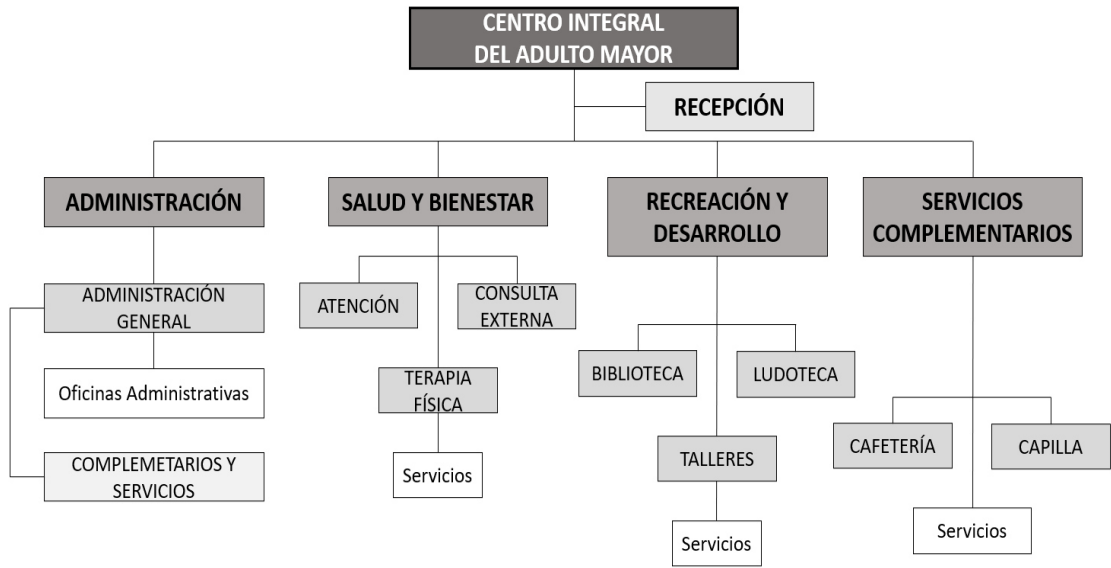 CENTRO INTEGRAL
DEL ADULTO MAYOR
RECEPCIÓN
ADMINISTRACIÓN
SALUD Y BIENESTAR
RECREACIÓN Y
DESARROLLO
SERVICIOS
COMPLEMENTARIOS
ADMINISTRACIÓN
GENERAL
Oficinas Administrativas
COMPLEMETARIOS Y
SERVICIOS
ATENCIÓN
CONSULTA
EXTERNA
TERAPIA
FÍSICA
Servicios
BIBLIOTECA
LUDOTECA
TALLERES
Servicios
CAFETERÍA
CAPILLA
Servicios